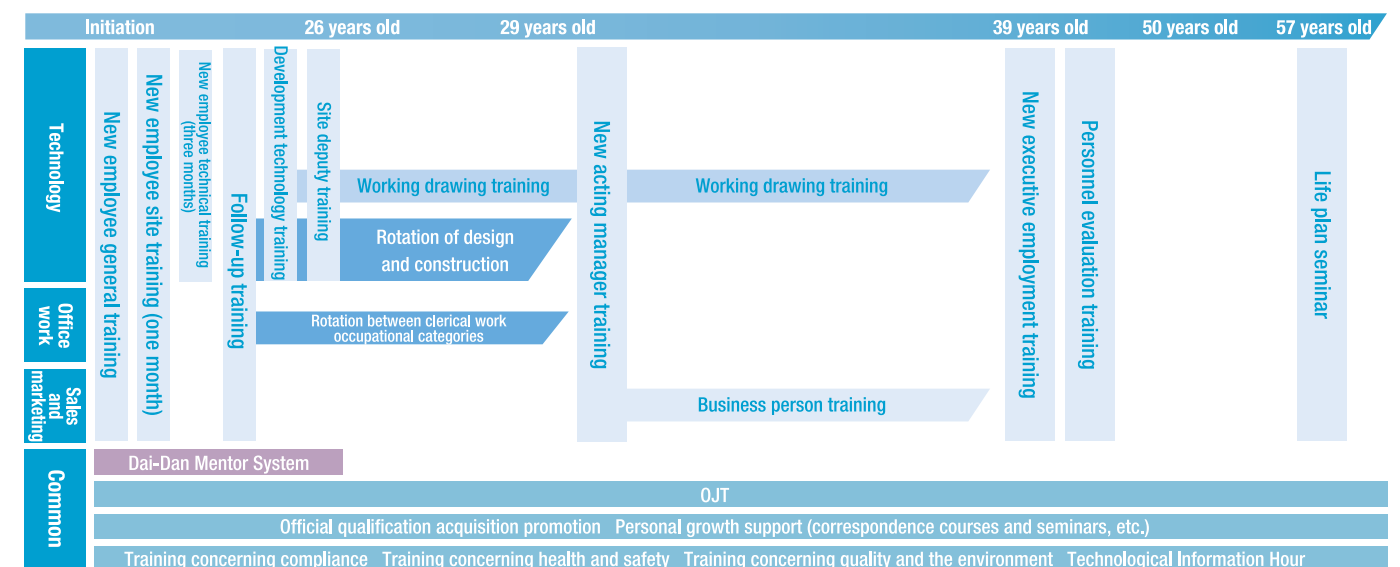 Initiation
26 years old
29 years old
39 years old
50 years old
57 years old
Technology
New employee general training
New employee site training (one month)
New employee technical training
(three months)
Follow-up training
Development technology training
Site deputy training
Working drawing training
Rotation of design
and construction
New acting manager training
Working drawing training
New executive employment training
Personnel evaluation training
Life plan seminar
Office
work
Rotation between clerical work
occupational categories
Sales
and
marketing
Business person training
Common
Dai-Dan Mentor System
OJT
Official qualification acquisition promotion Personal growth support (correspondence courses and seminars, etc.)
Training concerning compliance Training concerning health and safety Training concerning quality and the environment Technological Information Hour